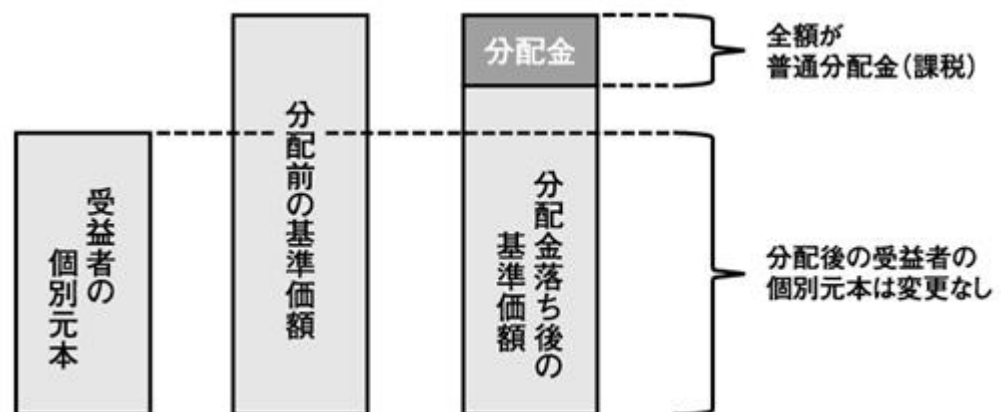 受益者の
個別元本
分配前の基準価額
分配金
分配金落ち後の
基準価額
全額が
普通分配金(課税)
分配後の受益者の
個別元本は変更なし